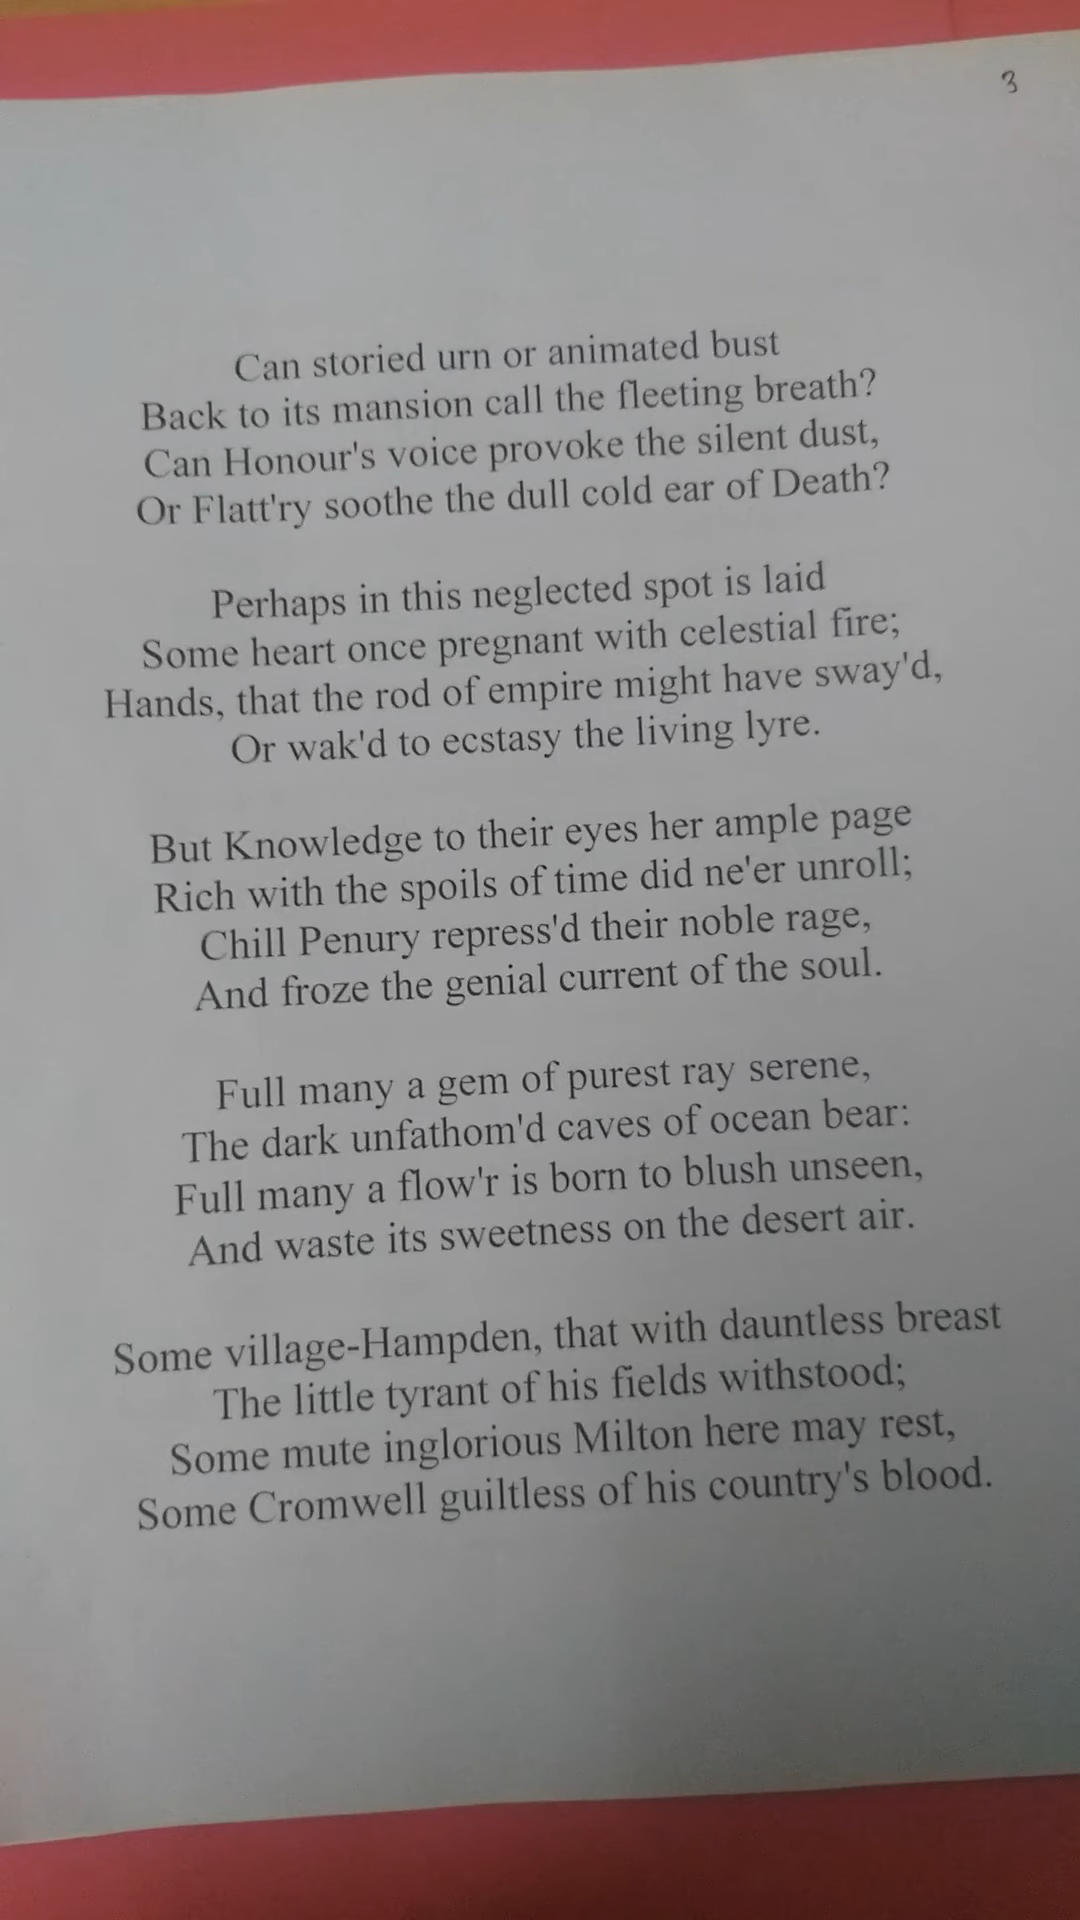 3
Can storied urn or animated bust
Back to its mansion call the fleeting breath?
Can Honour's voice provoke the silent dust,
Or Flatt'ry soothe the dull cold ear of Death?
Perhaps in this neglected spot is laid
Some heart once pregnant with celestial fire;
Hands, that the rod of empire might have sway'd,
Or wak'd to ecstasy the living lyre.
But Knowledge to their eyes her ample page
Rich with the spoils of time did ne'er unroll;
Chill Penury repress'd their noble rage,
And froze the genial current of the soul.
Full many a gem of purest ray serene,
The dark unfathom'd caves of ocean bear:
Full many a flow'r is born to blush unseen,
And waste its sweetness on the desert air.
Some village-Hampden, that with dauntless breast
The little tyrant of his fields withstood;
Some mute inglorious Milton here may rest,
Some Cromwell guiltless of his country's blood.